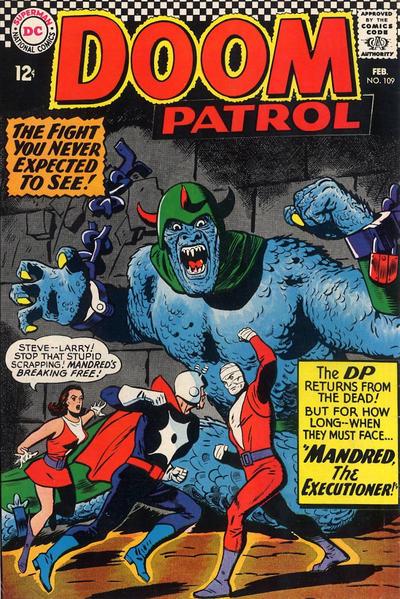 SUPERMAN
DC
NATIONAL COMICS
12¢
DOOM
PATROL
APPROVED
BY THE
COMICS
CODE
CA
AUTHORITY
FEB.
NO. 109
THE FIGHT
YOU NEVER
EXPECTED
TO SEE!
STEVE--LARRY!
STOP THAT STUPID
SCRAPPING! MANDRED'S
BREAKING FREE!
The DP
RETURNS FROM
THE DEAD!
BUT FOR HOW
LONG--WHEN
THEY MUST FACE...
"MANDRED,
The
EXECUTIONER!"